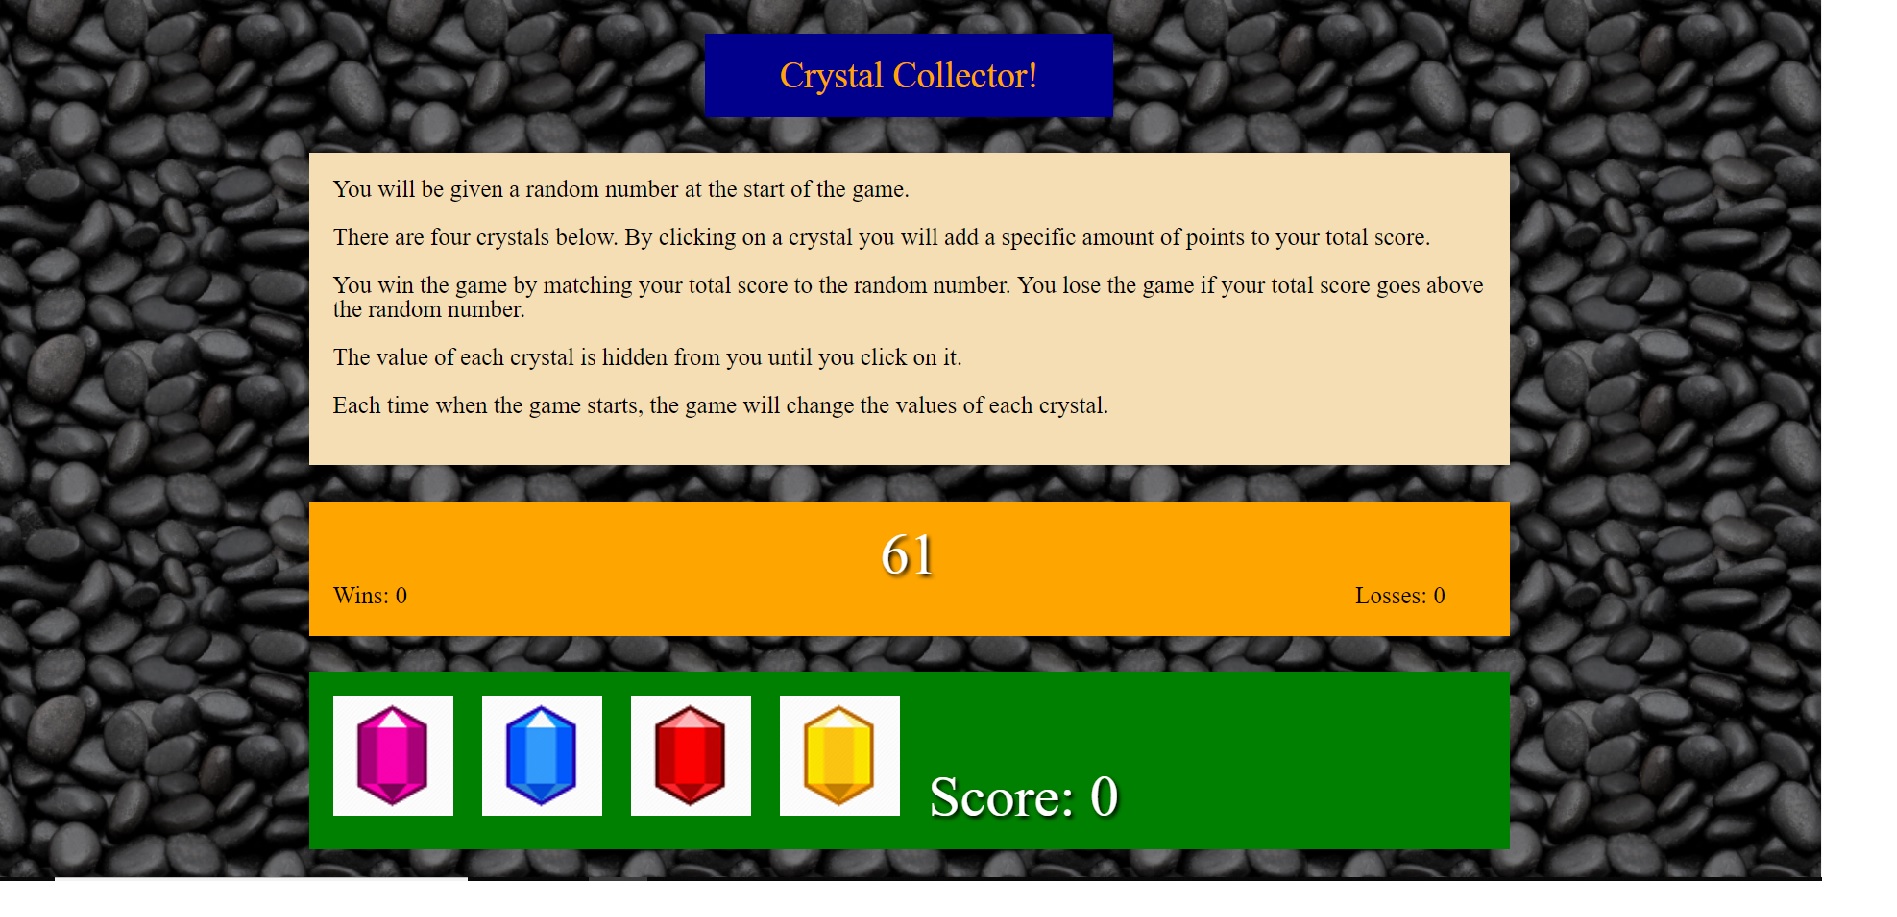 Crystal Collector!
You will be given a random number at the start of the game.
There are four crystals below. By clicking on a crystal you will add a specific amount of points to your total score.
You win the game by matching your total score to the random number. You lose the game if your total score goes above
the random number.
The value of each crystal is hidden from you until you click on it.
Each time when the game starts, the game will change the values of each crystal.
61
Wins: 0 Losses: 0
Score: 0